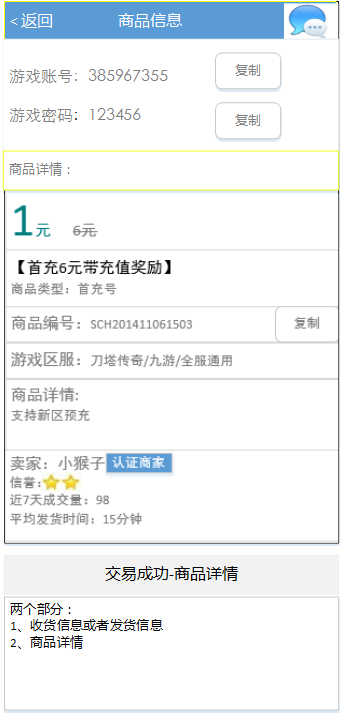 < 返回 商品信息
游戏账号：385967355 复制
游戏密码：123456 复制
商品详情：
1元 6元
【首充6元带充值奖励】
商品类型：首充号
商品编号：SCH201411061503 复制
游戏区服：刀塔传奇/九游/全服通用
商品详情:
支持新区预充
卖家：小猴子 认证商家
信誉:
近7天成交量：98
平均发货时间：15分钟
交易成功-商品详情
两个部分：
1、收货信息或者发货信息
2、商品详情